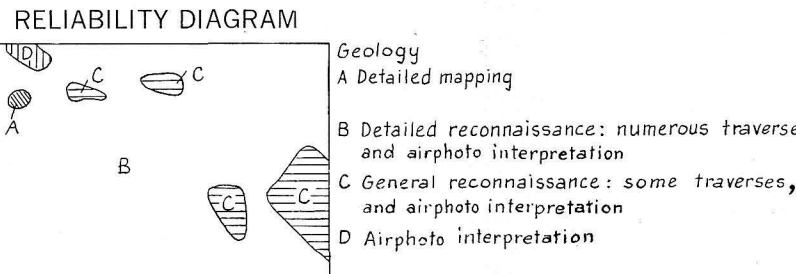 RELIABILITY DIAGRAM
D
C
C
A
B
C
C
Geology
A Detailed mapping
B Detailed reconnaissance: numerous traverse
and airphoto interpretation
C General reconnaissance: some traverses,
and airphoto interpretation
D Airphoto interpretation